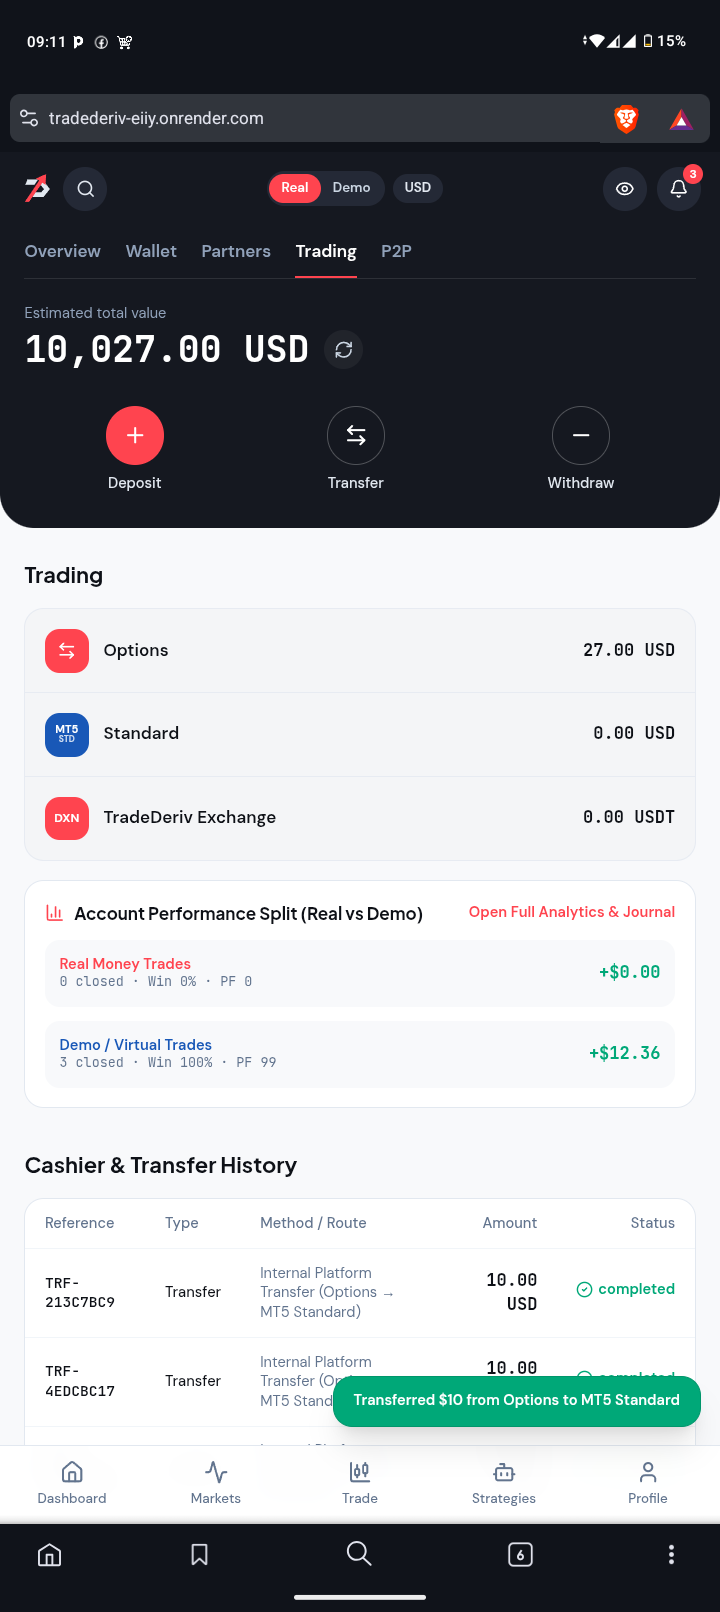 09:11
15%
tradederiv-eiiy.onrender.com
Real Demo USD
3
Overview Wallet Partners Trading P2P
Estimated total value
10,027.00 USD
Deposit Transfer Withdraw
Trading
Options 27.00 USD
MT5
STD
Standard 0.00 USD
DXN TradeDeriv Exchange 0.00 USDT
Account Performance Split (Real vs Demo) Open Full Analytics & Journal
Real Money Trades
0 closed · Win 0% · PF 0
+$0.00
Demo / Virtual Trades
3 closed · Win 100% · PF 99
+$12.36
Cashier & Transfer History
Reference Type Method / Route Amount Status
TRF-
213C7BC9
Transfer
Internal Platform
Transfer (Options →
MT5 Standard)
10.00
USD
completed
TRF-
4EDCBC17
Transfer
Internal Platform
Transfer (Op
MT5 Stand
10.00
completed
Transferred $10 from Options to MT5 Standard
Dashboard Markets Trade Strategies Profile
6